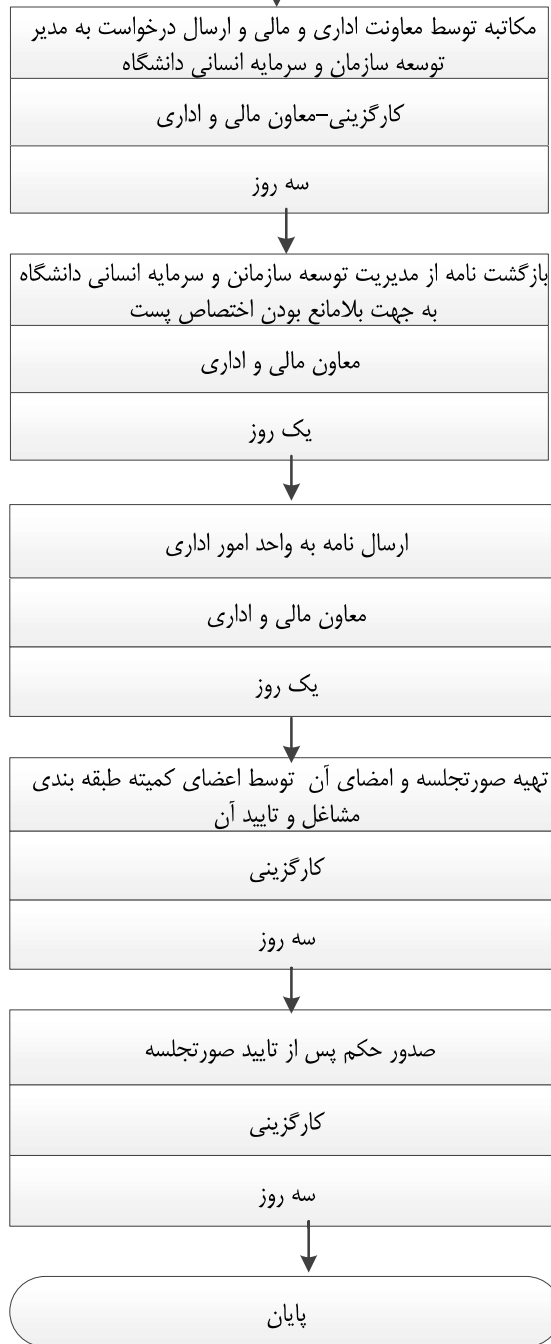 مکاتبه توسط معاونت اداری و مالی و ارسال درخواست به مدیر
توسعه سازمان و سرمایه انسانی دانشگاه
کارگزینی–معاون مالی و اداری
سه روز
بازگشت نامه از مدیریت توسعه سازمانن و سرمایه انسانی دانشگاه
به جهت بلامانع بودن اختصاص پست
معاون مالی و اداری
یک روز
ارسال نامه به واحد امور اداری
معاون مالی و اداری
یک روز
تهیه صورتجلسه و امضای آن توسط اعضای کمیته طبقه بندی
مشاغل و تایید آن
کارگزینی
سه روز
صدور حکم پس از تایید صورتجلسه
کارگزینی
سه روز
پایان